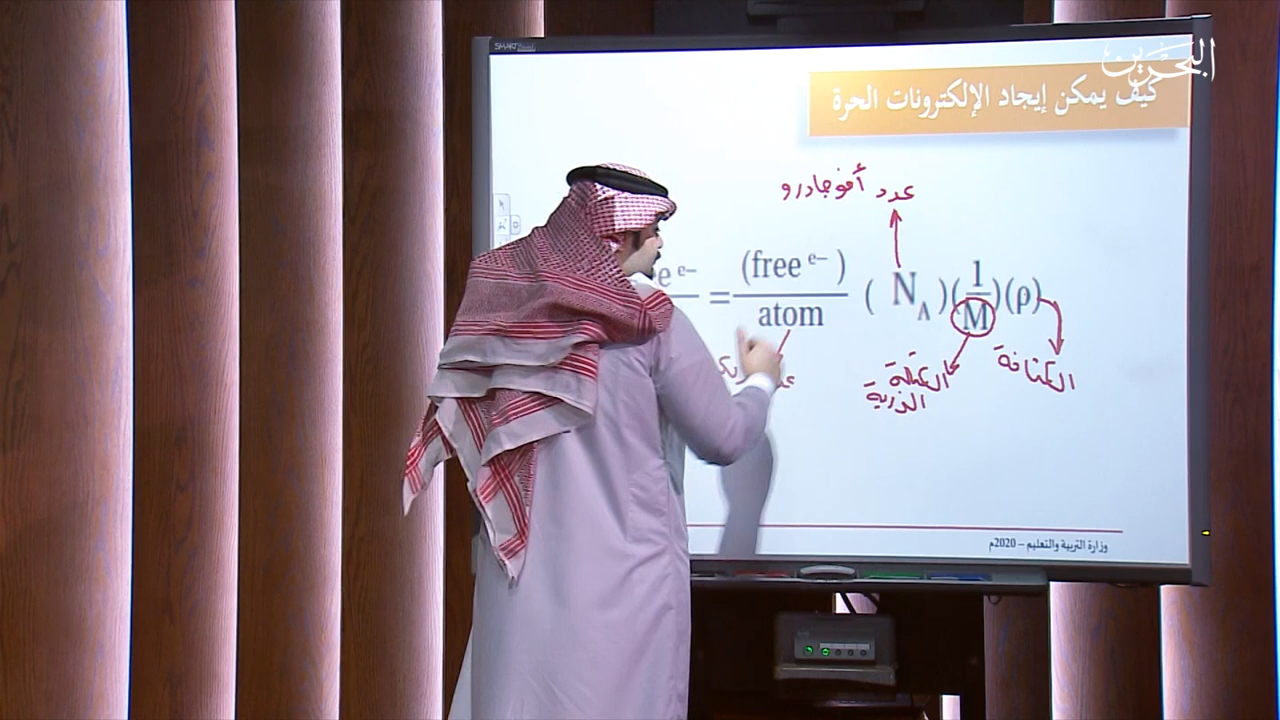 SMART
البحرين
كيف يمكن إيجاد الإلكترونات الحرة
عدد أفوجادرو
e e− = (free e− ) / atom ( N_A )(1/M)(ρ)
الكثافة
الكتلة
الذرية
وزارة التربية والتعليم – 2020م